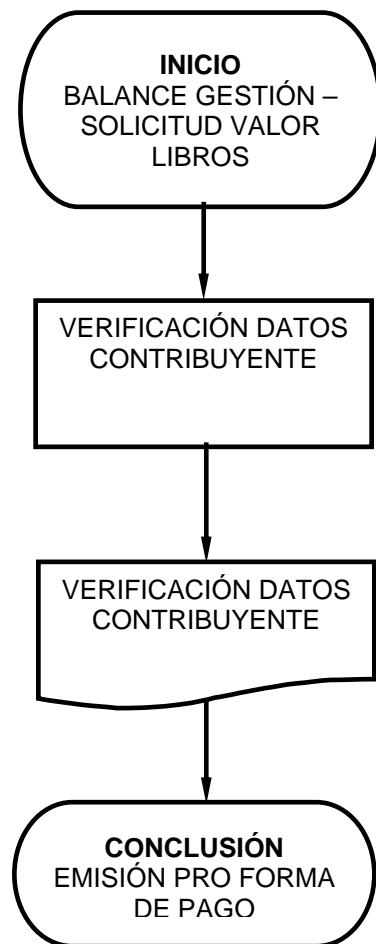 INICIO
BALANCE GESTIÓN –
SOLICITUD VALOR
LIBROS
VERIFICACIÓN DATOS
CONTRIBUYENTE
VERIFICACIÓN DATOS
CONTRIBUYENTE
CONCLUSIÓN
EMISIÓN PRO FORMA
DE PAGO